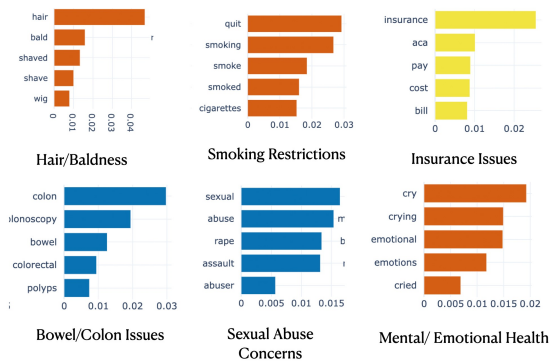 hair
bald
shaved
shave
wig
0 0.01 0.02 0.03 0.04
Hair/Baldness
quit
smoking
smoke
smoked
cigarettes
0 0.01 0.02 0.03
Smoking Restrictions
insurance
aca
pay
cost
bill
0 0.01 0.02
Insurance Issues
colon
olonoscopy
bowel
colorectal
polyps
0 0.01 0.02 0.03
Bowel/Colon Issues
sexual
abuse
rape
assault
abuser
0 0.005 0.01 0.015
Sexual Abuse
Concerns
cry
crying
emotional
emotions
cried
0 0.005 0.01 0.015 0.02
Mental/ Emotional Health